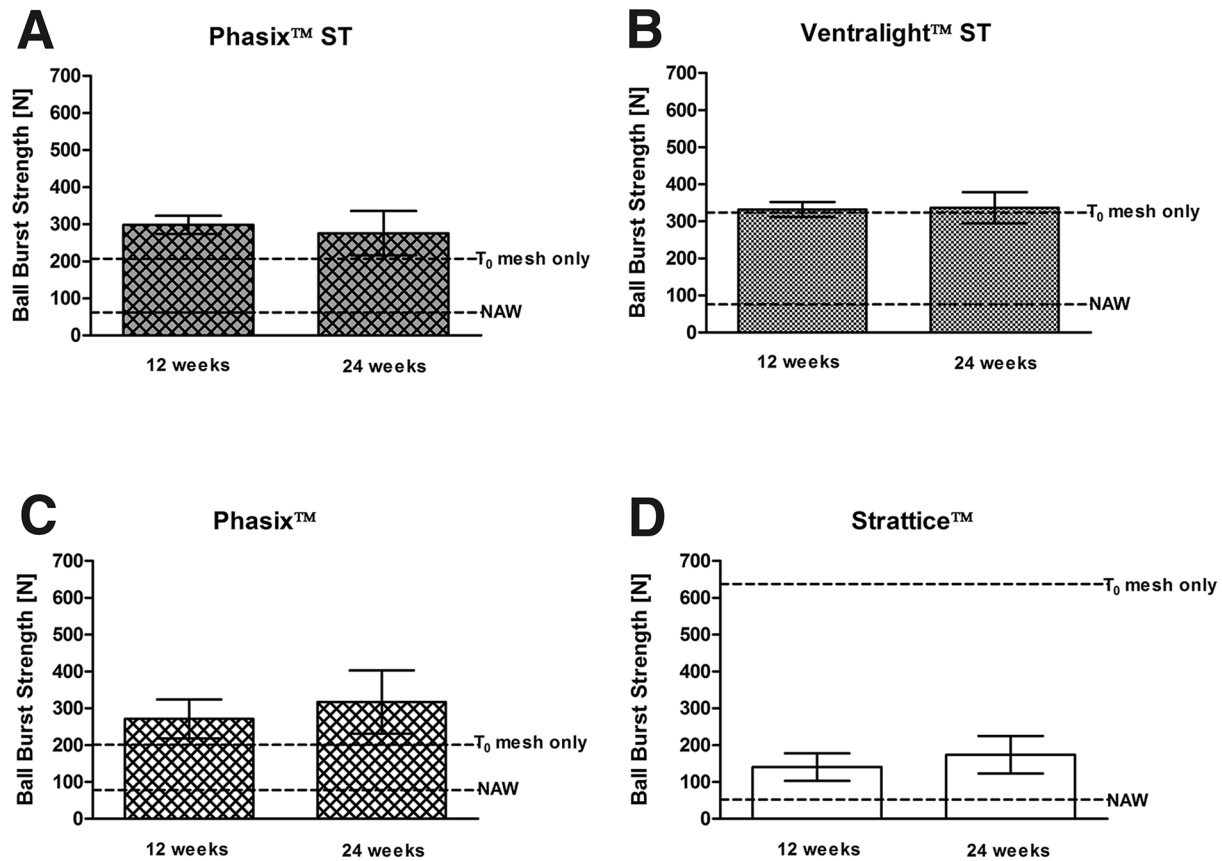 A
Phasix™ ST
Ball Burst Strength [N]
700
600
500
400
300
200
100
0
T₀ mesh only
NAW
12 weeks
24 weeks
B
Ventralight™ ST
Ball Burst Strength [N]
700
600
500
400
300
200
100
0
T₀ mesh only
NAW
12 weeks
24 weeks
C
Phasix™
Ball Burst Strength [N]
700
600
500
400
300
200
100
0
T₀ mesh only
NAW
12 weeks
24 weeks
D
Strattice™
Ball Burst Strength [N]
700
600
500
400
300
200
100
0
T₀ mesh only
NAW
12 weeks
24 weeks